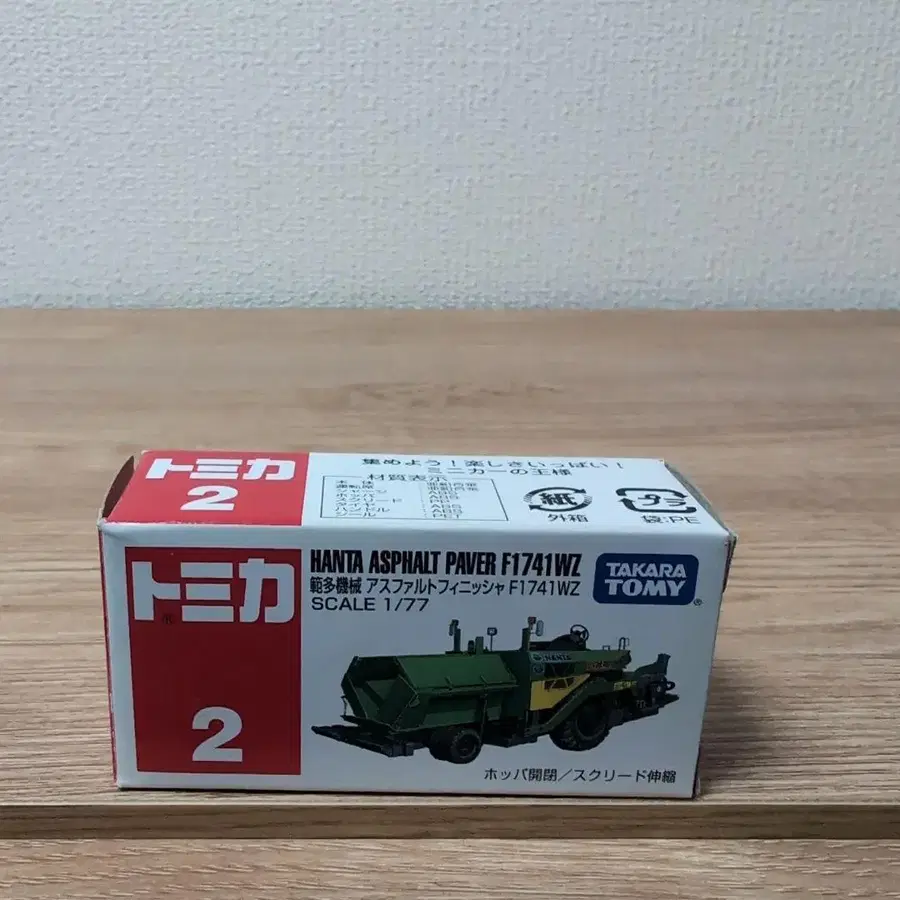 トミカ
2
集めよう！楽しさいっぱい！
ミニカーの王様
材質表示
紙
外箱
プラ
袋:PE
トミカ
®
2
HANTA ASPHALT PAVER F1741WZ
範多機械 アスファルトフィニッシャ F1741WZ
SCALE 1/77
TAKARA
TOMY
®
HANTA
ホッパ開閉／スクリード伸縮